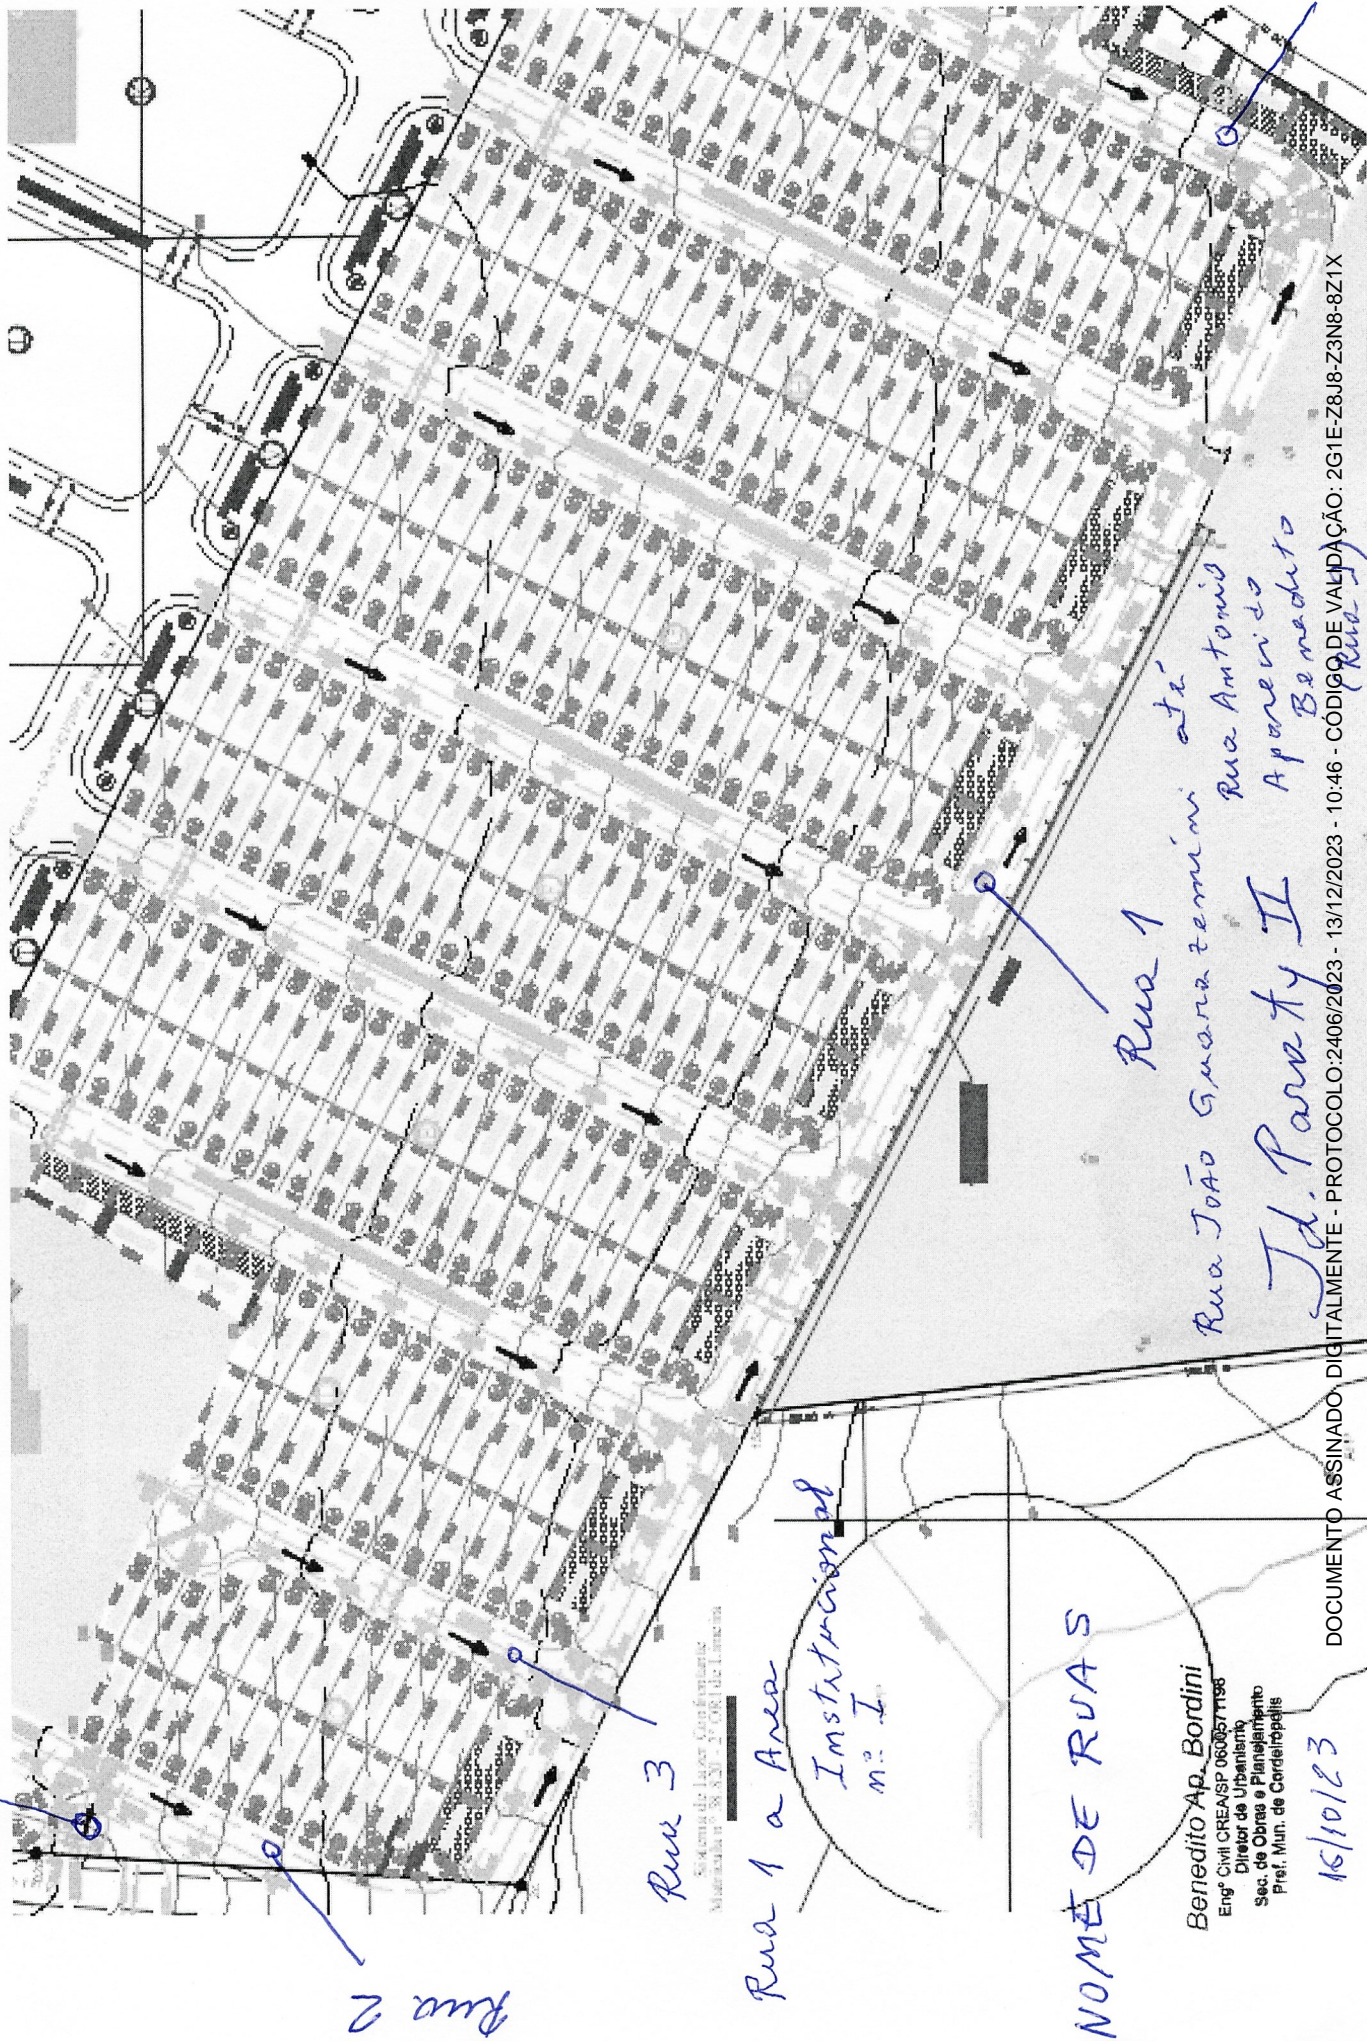 Rua 2
Rua 3
Rua 1 a Area
Institucional
nº I
Rua 1
Rua João Guarazemini até
Rua Antonio
Aparecido
Benedito
Jd. Paraty II
NOME DE RUAS
Benedito Ap. Bordini
Engº Civil CREA/SP 0600571198
Diretor de Urbanismo
Sec. de Obras e Planejamento
Pref. Mun. de Cordeirópolis
16/10/23
DOCUMENTO ASSINADO DIGITALMENTE - PROTOCOLO:2406/2023 - 13/12/2023 - 10:46 - CÓDIGO DE VALIDAÇÃO: 2G1E-Z8J8-Z3N8-8Z1X